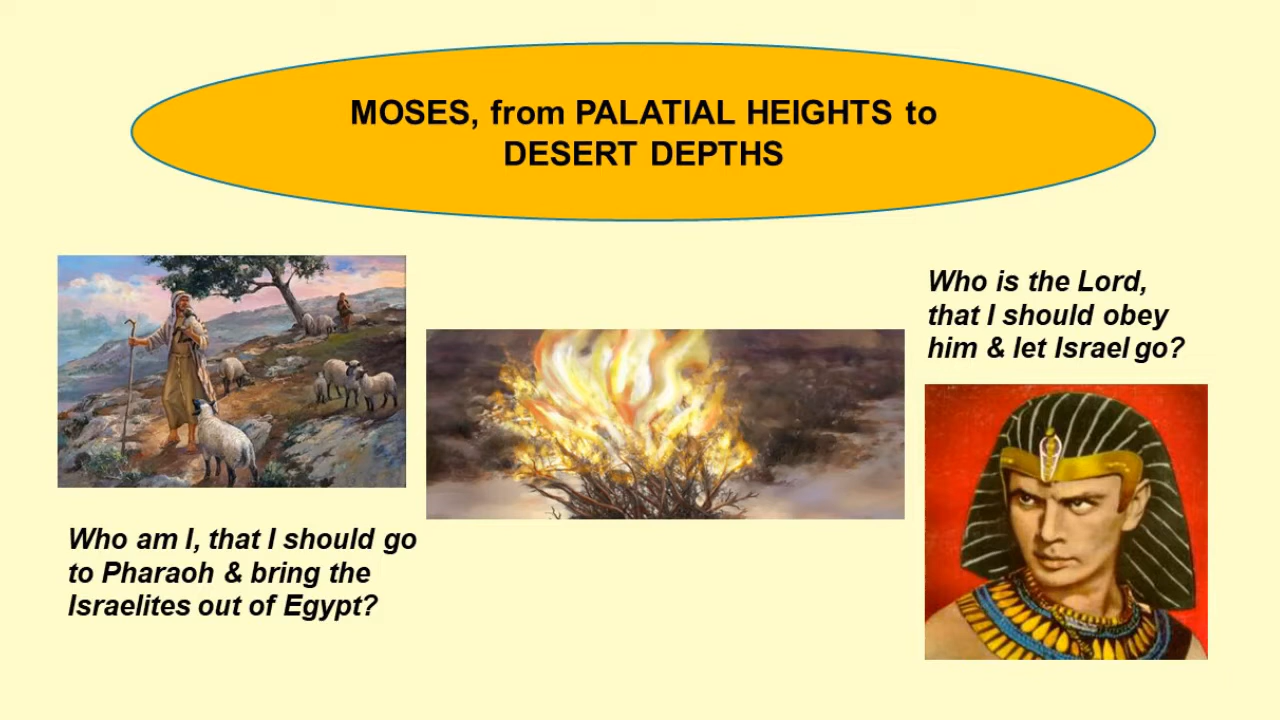 MOSES, from PALATIAL HEIGHTS to
DESERT DEPTHS
Who is the Lord,
that I should obey
him & let Israel go?
Who am I, that I should go
to Pharaoh & bring the
Israelites out of Egypt?